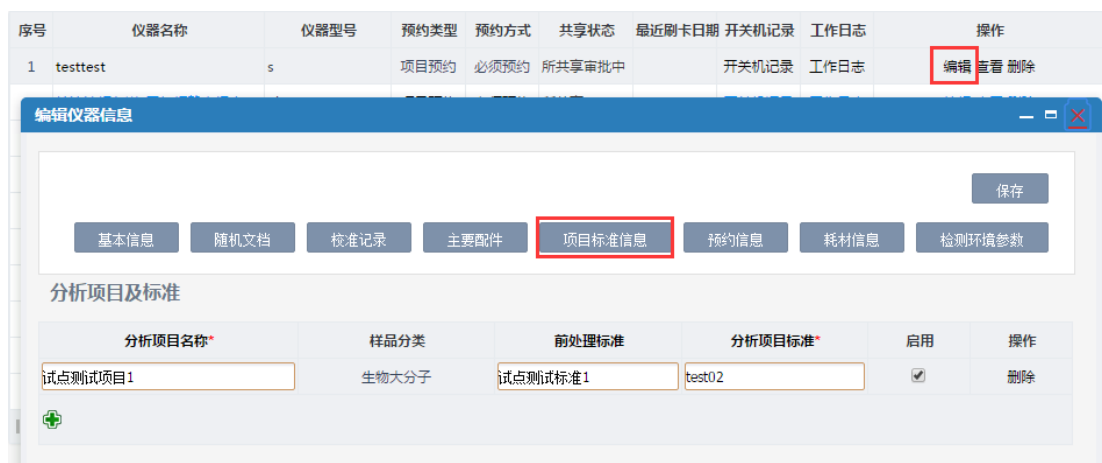 序号 仪器名称 仪器型号 预约类型 预约方式 共享状态 最近刷卡日期 开关机记录 工作日志 操作
1 testtest s 项目预约 必须预约 所共享审批中 开关机记录 工作日志 编辑 查看 删除
编辑仪器信息
保存
基本信息 随机文档 校准记录 主要配件 项目标准信息 预约信息 耗材信息 检测环境参数
分析项目及标准
分析项目名称* 样品分类 前处理标准 分析项目标准* 启用 操作
试点测试项目1 生物大分子 试点测试标准1 test02 删除